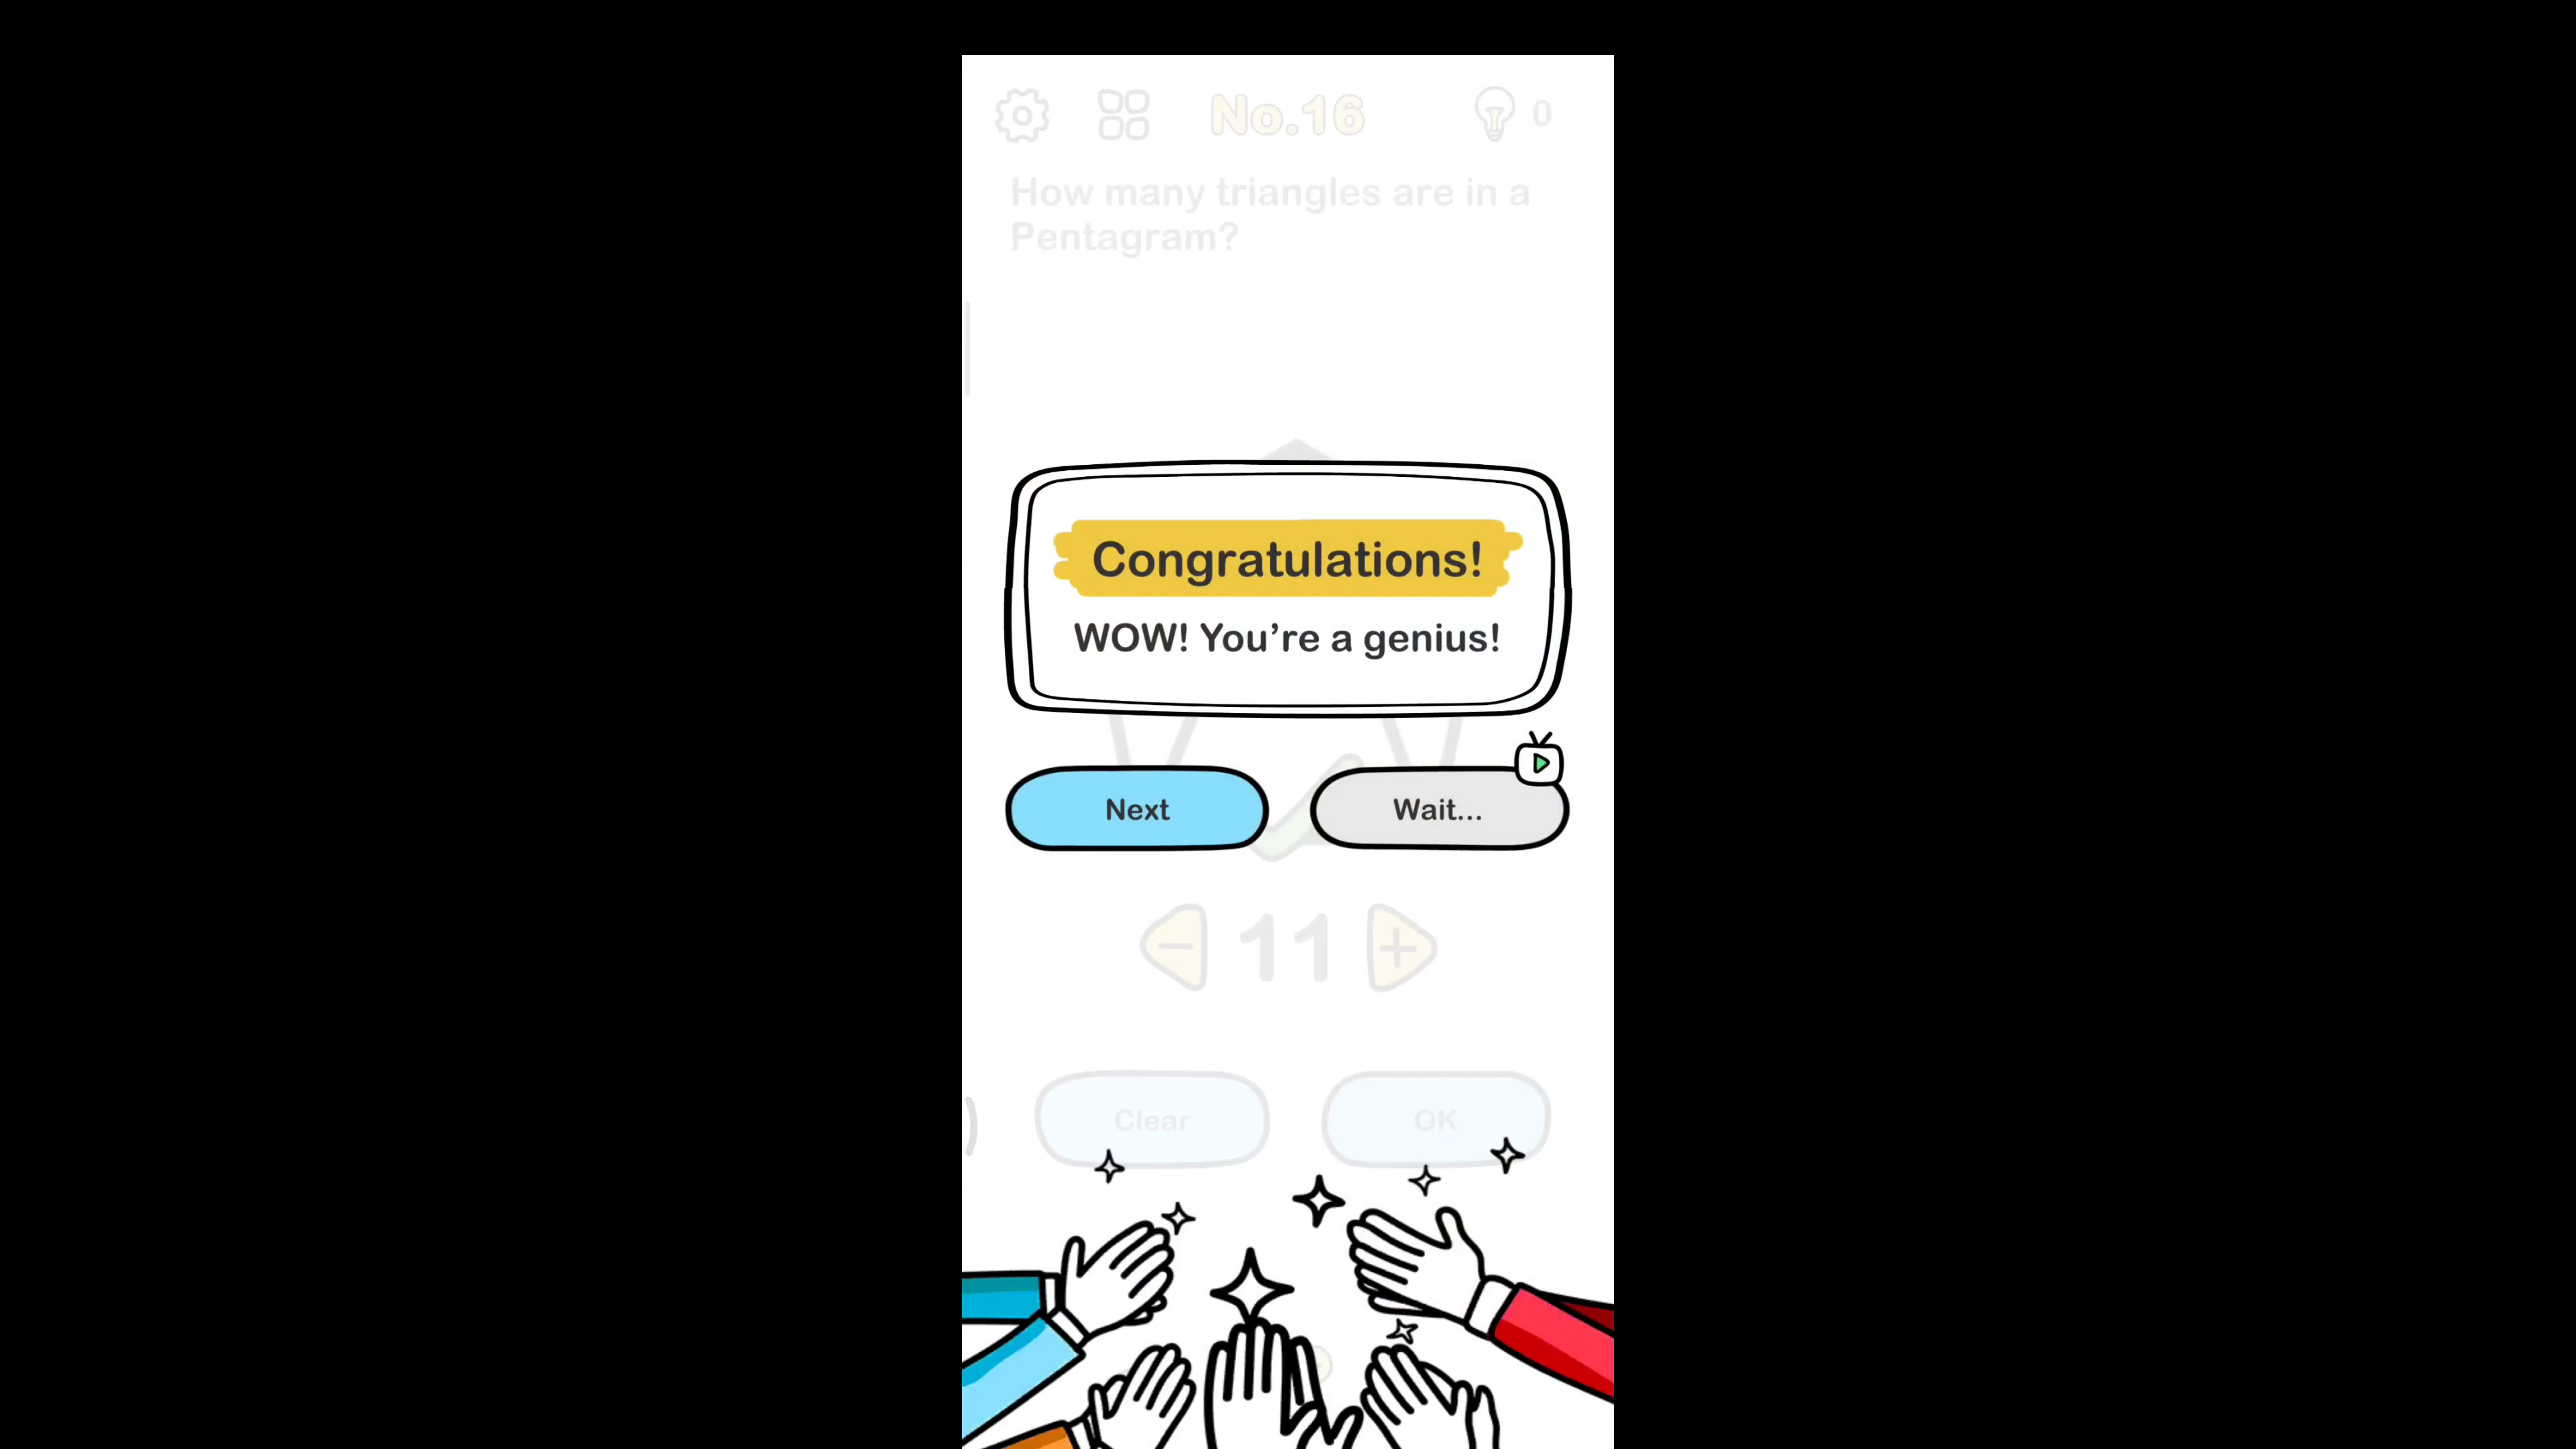 No.16
0
How many triangles are in a
Pentagram?
Congratulations!
WOW! You’re a genius!
Next
Wait...
11
Clear
OK